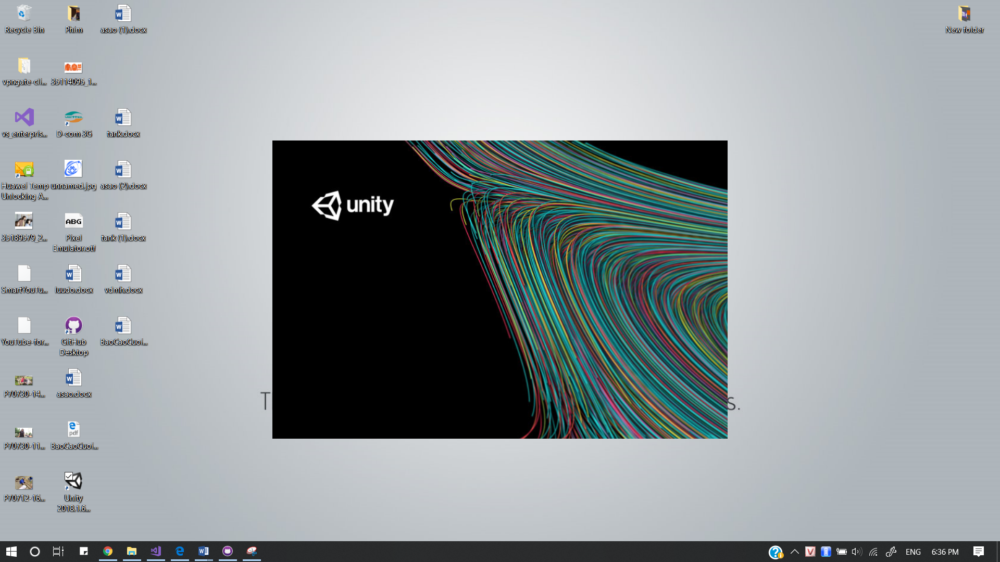 Recycle Bin
Phim
asao (1).docx
New folder
vpngate-cli...
35114095_1...
vs_enterpris...
D-com 3G
tank.docx
Huawei Temp
Unlocking A...
unnamed.jpg
asao (2).docx
35189579_2...
ABG
Pixel
Emulator.otf
tank (1).docx
SmartYouTu...
luudo.docx
vdmh.docx
YouTube-for...
GitHub
Desktop
BaoCaoCuoi...
P70730-14...
asao.docx
P70730-11...
pdf
BaoCaoCuoi...
P70712-16...
Unity
2018.1.6...
unity
ENG
6:36 PM